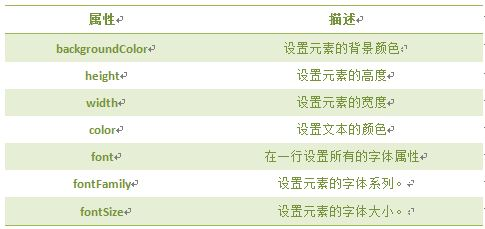 属性 描述
backgroundColor 设置元素的背景颜色
height 设置元素的高度
width 设置元素的宽度
color 设置文本的颜色
font 在一行设置所有的字体属性
fontFamily 设置元素的字体系列。
fontSize 设置元素的字体大小。